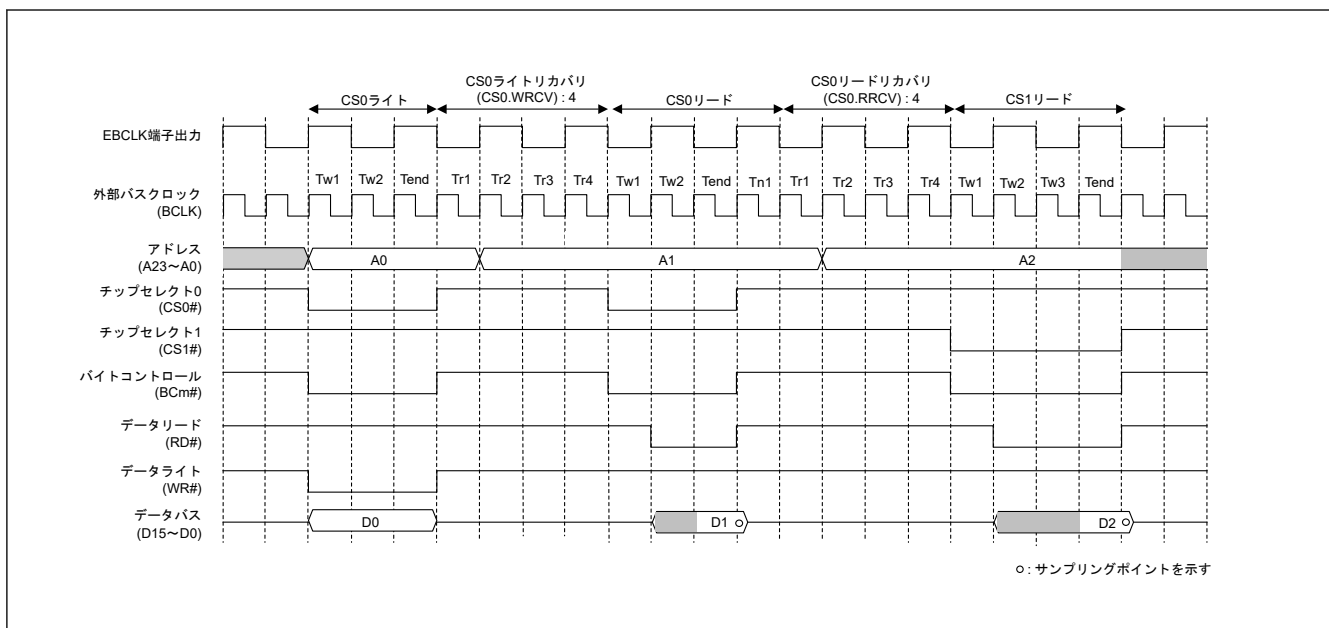 CS0ライト
CS0ライトリカバリ
(CS0.WRCV) : 4
CS0リード
CS0リードリカバリ
(CS0.RRCV) : 4
CS1リード
EBCLK端子出力
Tw1 Tw2 Tend Tr1 Tr2 Tr3 Tr4 Tw1 Tw2 Tend Tn1 Tr1 Tr2 Tr3 Tr4 Tw1 Tw2 Tw3 Tend
外部バスクロック
(BCLK)
アドレス
(A23～A0)
A0 A1 A2
チップセレクト0
(CS0#)
チップセレクト1
(CS1#)
バイトコントロール
(BCm#)
データリード
(RD#)
データライト
(WR#)
データバス
(D15～D0)
D0 D1 D2
: サンプリングポイントを示す